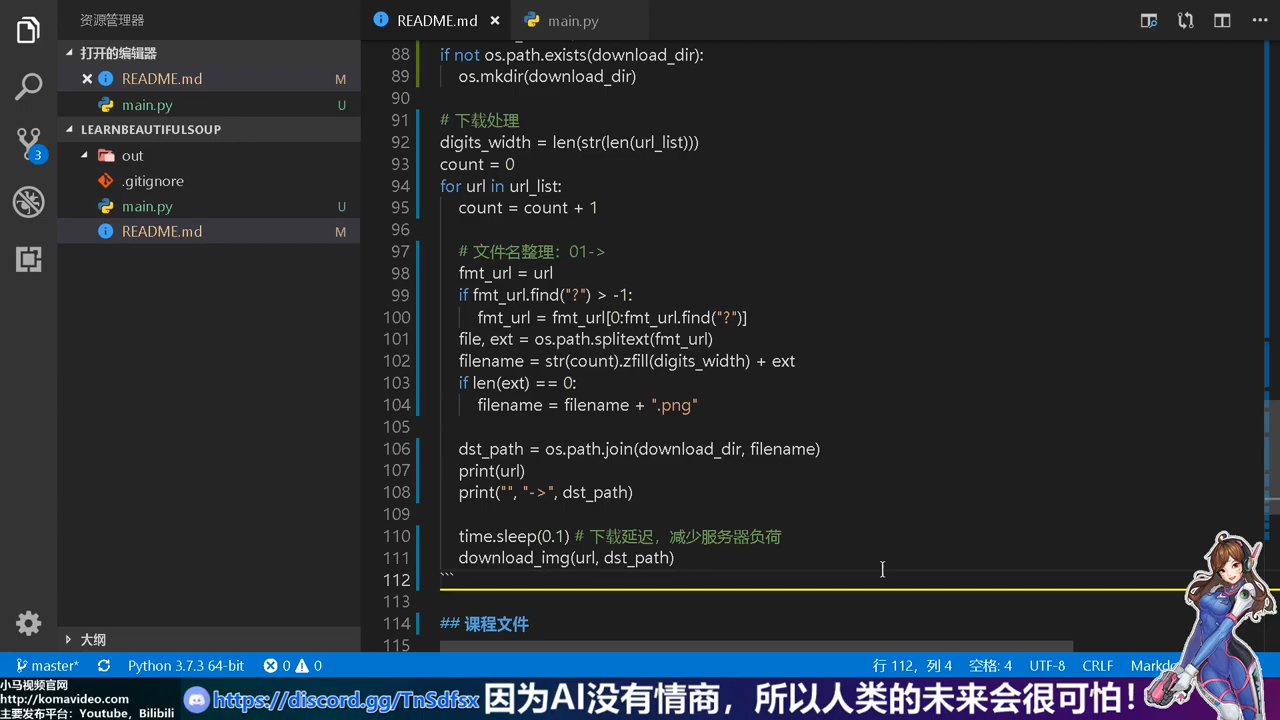 资源管理器
README.md
main.py
打开的编辑器
README.md M
main.py U
LEARNBEAUTIFULSOUP
out
.gitignore
main.py U
README.md M
大纲
88 if not os.path.exists(download_dir):
89 os.mkdir(download_dir)
90
91 # 下载处理
92 digits_width = len(str(len(url_list)))
93 count = 0
94 for url in url_list:
95 count = count + 1
96
97 # 文件名整理：01->
98 fmt_url = url
99 if fmt_url.find("?") > -1:
100 fmt_url = fmt_url[0:fmt_url.find("?")]
101 file, ext = os.path.splitext(fmt_url)
102 filename = str(count).zfill(digits_width) + ext
103 if len(ext) == 0:
104 filename = filename + ".png"
105
106 dst_path = os.path.join(download_dir, filename)
107 print(url)
108 print("", "->", dst_path)
109
110 time.sleep(0.1) # 下载延迟，减少服务器负荷
111 download_img(url, dst_path)
112 ```
113
114 ## 课程文件
115
3
master* Python 3.7.3 64-bit 0 0 行 112，列 4 空格: 4 UTF-8 CRLF Markdo
小马视频官网
http://komavideo.com
主要发布平台：Youtube，Bilibili
https://discord.gg/TnSdfsx 因为AI没有情商，所以人类的未来会很可怕！